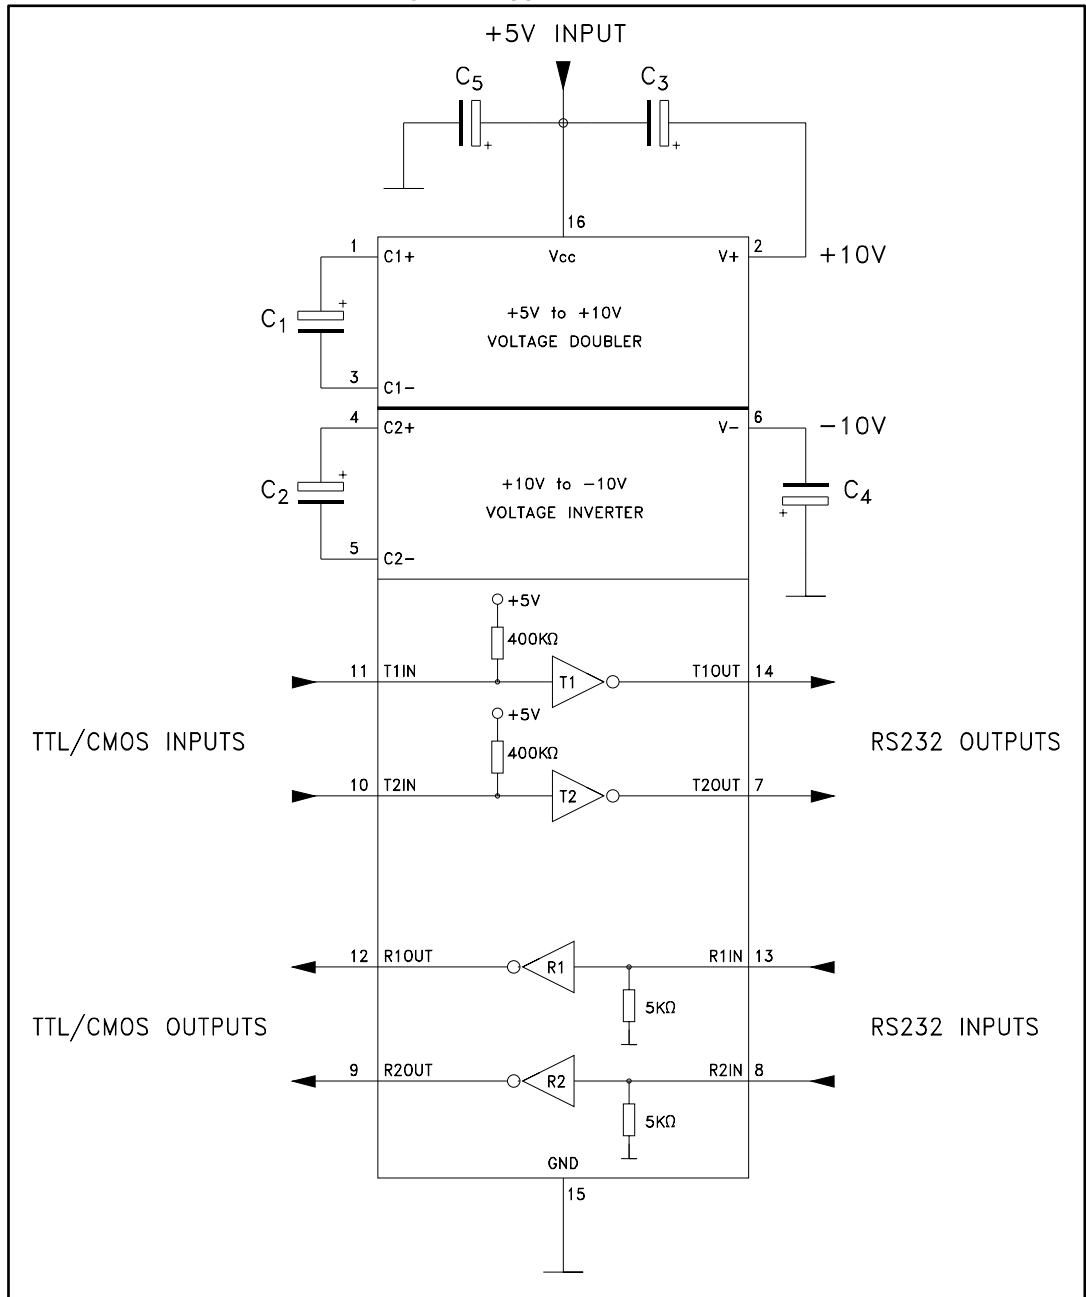 +5V INPUT
C5 C3
+ +
16
1 C1+ Vcc V+ 2 +10V
+
C1 +5V to +10V
VOLTAGE DOUBLER
3 C1-
4 C2+ V- 6 -10V
+
C2 +10V to -10V C4
VOLTAGE INVERTER +
5 C2-
+5V
400KΩ
11 T1IN T1 T1OUT 14
+5V
TTL/CMOS INPUTS RS232 OUTPUTS
400KΩ
10 T2IN T2 T2OUT 7
12 R1OUT R1 R1IN 13
5KΩ
TTL/CMOS OUTPUTS RS232 INPUTS
9 R2OUT R2 R2IN 8
5KΩ
GND
15